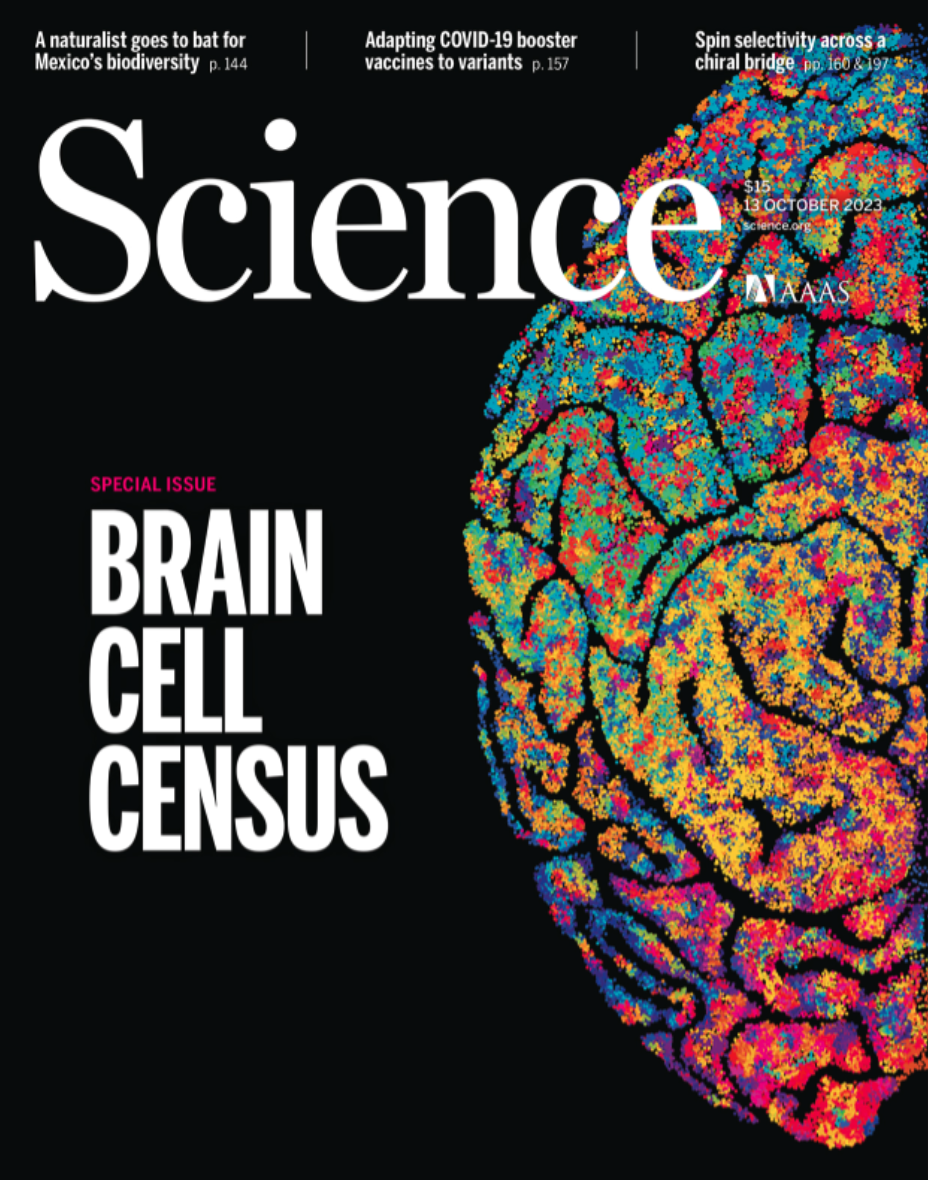 A naturalist goes to bat for
Mexico's biodiversity p. 144
Adapting COVID-19 booster
vaccines to variants p. 157
Spin selectivity across a
chiral bridge pp. 160 & 197
Science
$15
13 OCTOBER 2023
science.org
AAAS
SPECIAL ISSUE
BRAIN
CELL
CENSUS